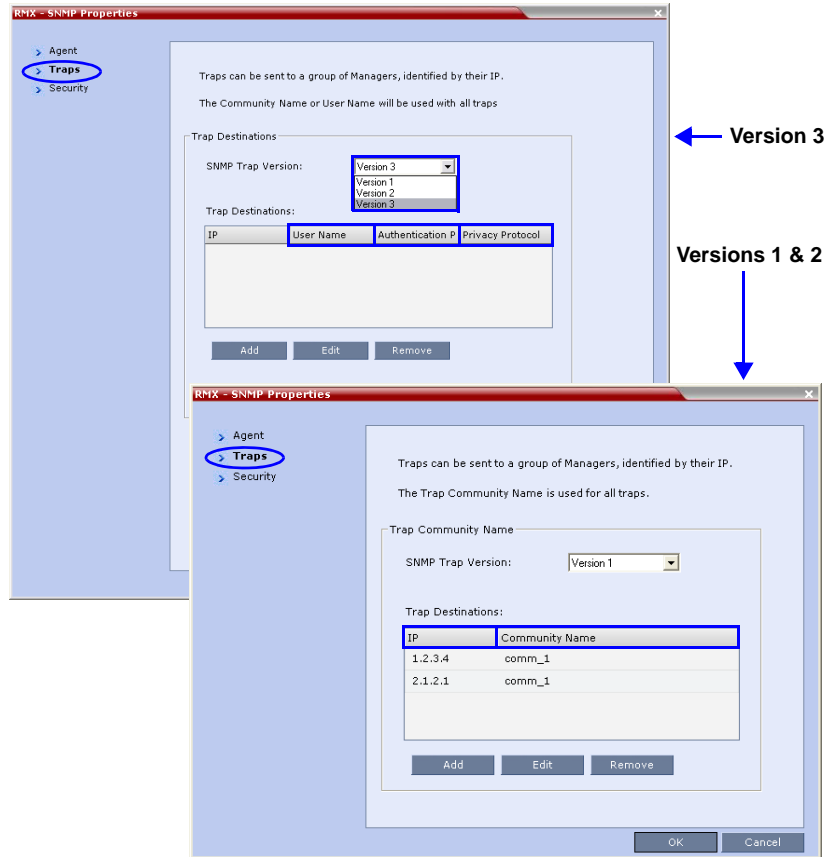 RMX - SNMP Properties
Agent
Traps
Security
Traps can be sent to a group of Managers, identified by their IP.
The Community Name or User Name will be used with all traps
Trap Destinations
SNMP Trap Version:
Version 3
Version 1
Version 2
Version 3
Trap Destinations:
IP User Name Authentication P Privacy Protocol
Add Edit Remove
Version 3
Versions 1 & 2
RMX - SNMP Properties
Agent
Traps
Security
Traps can be sent to a group of Managers, identified by their IP.
The Trap Community Name is used for all traps.
Trap Community Name
SNMP Trap Version: Version 1
Trap Destinations:
IP Community Name
1.2.3.4 comm_1
2.1.2.1 comm_1
Add Edit Remove
OK Cancel